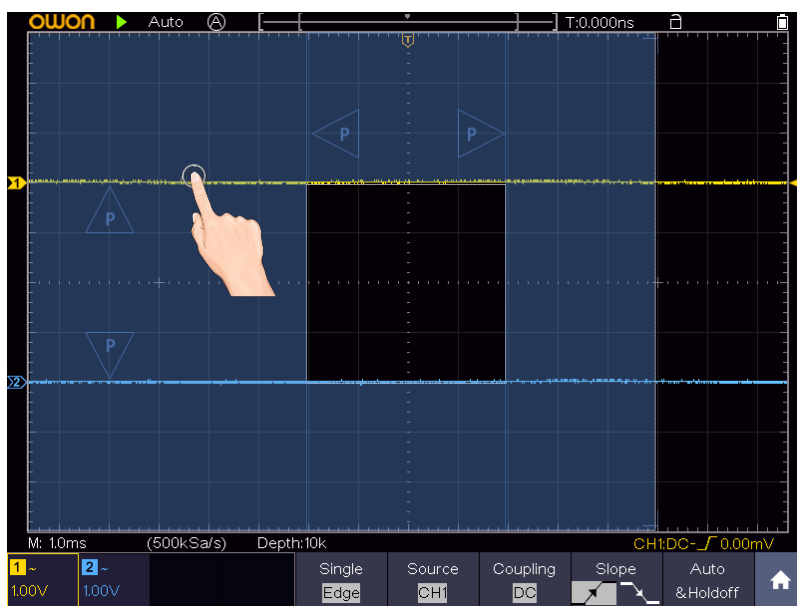 OWON Auto A T:0.000ns
T
P P
1
P
P
2
M: 1.0ms (500kSa/s) Depth:10k CH1:DC- 0.00mV
1 ~ 2 ~ Single Source Coupling Slope Auto
1.00V 1.00V Edge CH1 DC &Holdoff